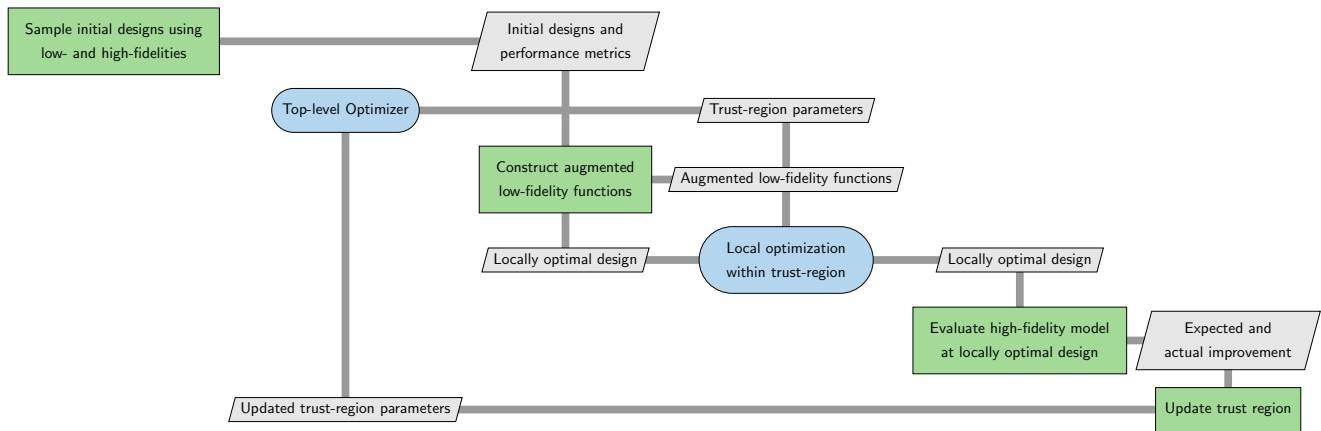 Sample initial designs using
low- and high-fidelities
Initial designs and
performance metrics
Top-level Optimizer
Trust-region parameters
Construct augmented
low-fidelity functions
Augmented low-fidelity functions
Locally optimal design
Local optimization
within trust-region
Locally optimal design
Evaluate high-fidelity model
at locally optimal design
Expected and
actual improvement
Updated trust-region parameters
Update trust region